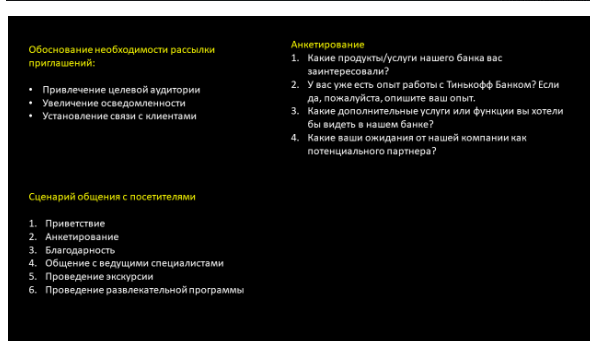 Обоснование необходимости рассылки
приглашений:
• Привлечение целевой аудитории
• Увеличение осведомленности
• Установление связи с клиентами
Анкетирование
1. Какие продукты/услуги нашего банка вас
заинтересовали?
2. У вас уже есть опыт работы с Тинькофф Банком? Если
да, пожалуйста, опишите ваш опыт.
3. Какие дополнительные услуги или функции вы хотели
бы видеть в нашем банке?
4. Какие ваши ожидания от нашей компании как
потенциального партнера?
Сценарий общения с посетителями
1. Приветствие
2. Анкетирование
3. Благодарность
4. Общение с ведущими специалистами
5. Проведение экскурсии
6. Проведение развлекательной программы